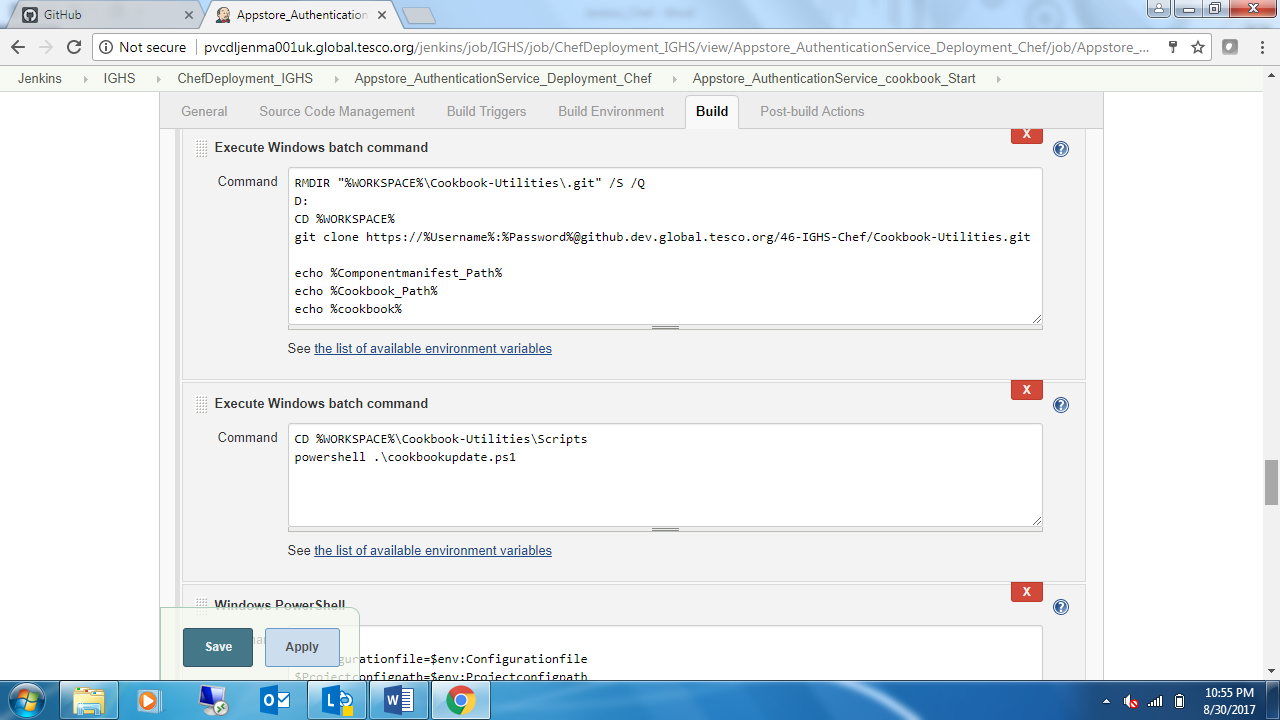 GitHub
Appstore_Authentication
Not secure
pvcdljenma001uk.global.tesco.org/jenkins/job/IGHS/job/ChefDeployment_IGHS/view/Appstore_AuthenticationService_Deployment_Chef/job/Appstore_...
Jenkins IGHS ChefDeployment_IGHS Appstore_AuthenticationService_Deployment_Chef Appstore_AuthenticationService_cookbook_Start
General Source Code Management Build Triggers Build Environment Build Post-build Actions
X
Execute Windows batch command
?
Command
RMDIR "%WORKSPACE%\Cookbook-Utilities\.git" /S /Q
D:
CD %WORKSPACE%
git clone https://%Username%:%Password%@github.dev.global.tesco.org/46-IGHS-Chef/Cookbook-Utilities.git
echo %Componentmanifest_Path%
echo %Cookbook_Path%
echo %cookbook%
See the list of available environment variables
X
Execute Windows batch command
?
Command
CD %WORKSPACE%\Cookbook-Utilities\Scripts
powershell .\cookbookupdate.ps1
See the list of available environment variables
X
Windows PowerShell
?
Save Apply
urationfile=$env:Configurationfile
$Projectconfigpath=$env:Projectconfigpath
10:55 PM
8/30/2017